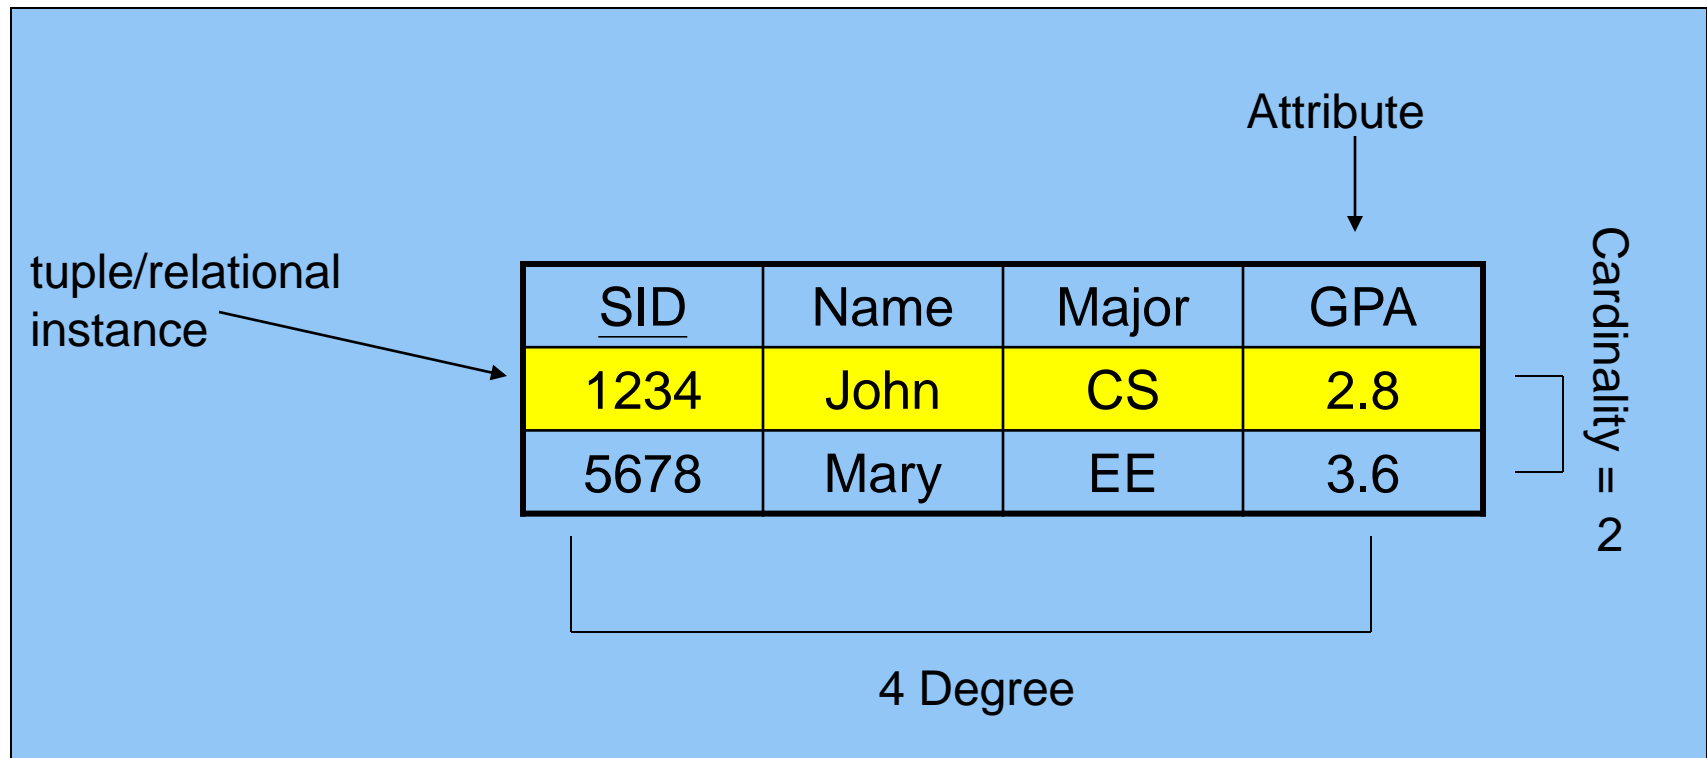 Attribute
tuple/relational
instance
SID Name Major GPA
1234 John CS 2.8
5678 Mary EE 3.6
Cardinality = 2
4 Degree